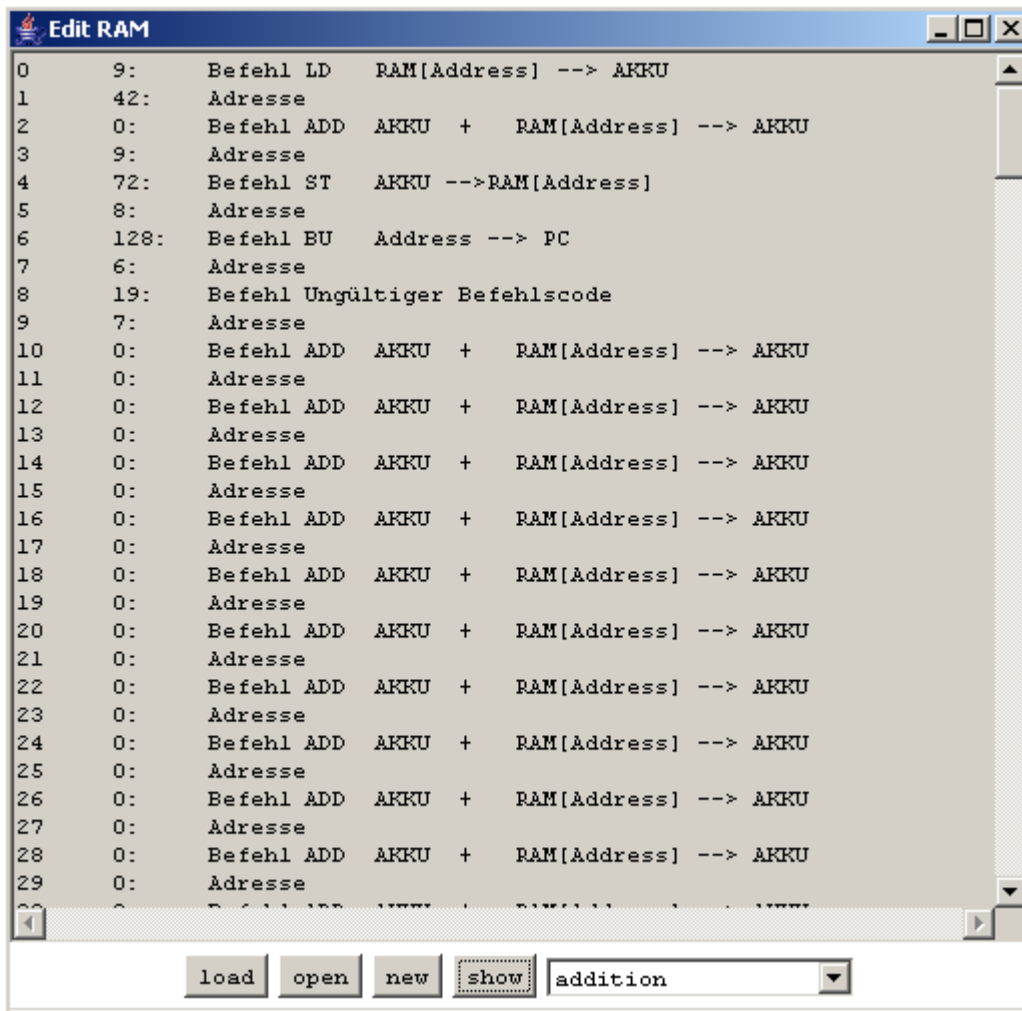 Edit RAM
0 9: Befehl LD RAM[Address] --> AKKU
1 42: Adresse
2 0: Befehl ADD AKKU + RAM[Address] --> AKKU
3 9: Adresse
4 72: Befehl ST AKKU -->RAM[Address]
5 8: Adresse
6 128: Befehl BU Address --> PC
7 6: Adresse
8 19: Befehl Ungültiger Befehlscode
9 7: Adresse
10 0: Befehl ADD AKKU + RAM[Address] --> AKKU
11 0: Adresse
12 0: Befehl ADD AKKU + RAM[Address] --> AKKU
13 0: Adresse
14 0: Befehl ADD AKKU + RAM[Address] --> AKKU
15 0: Adresse
16 0: Befehl ADD AKKU + RAM[Address] --> AKKU
17 0: Adresse
18 0: Befehl ADD AKKU + RAM[Address] --> AKKU
19 0: Adresse
20 0: Befehl ADD AKKU + RAM[Address] --> AKKU
21 0: Adresse
22 0: Befehl ADD AKKU + RAM[Address] --> AKKU
23 0: Adresse
24 0: Befehl ADD AKKU + RAM[Address] --> AKKU
25 0: Adresse
26 0: Befehl ADD AKKU + RAM[Address] --> AKKU
27 0: Adresse
28 0: Befehl ADD AKKU + RAM[Address] --> AKKU
29 0: Adresse
load open new show addition